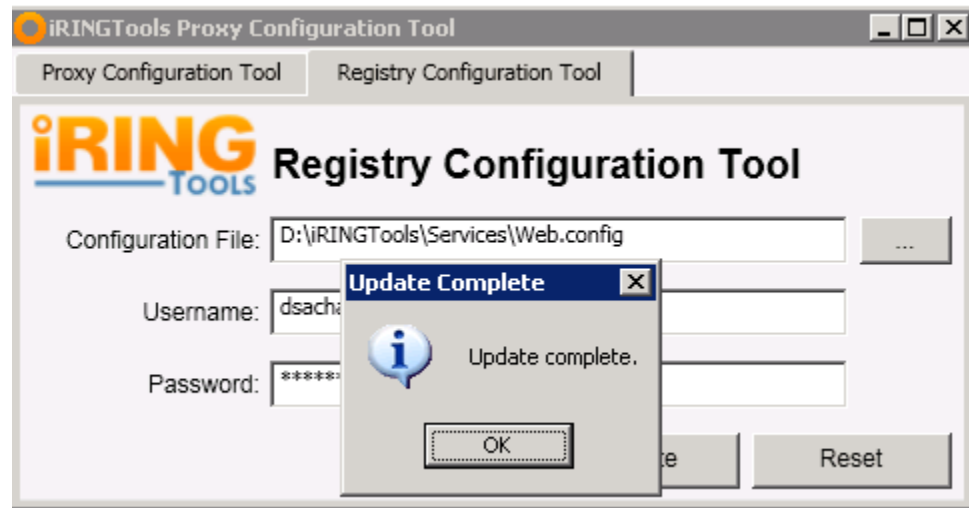 iRINGTools Proxy Configuration Tool
Proxy Configuration Tool
Registry Configuration Tool
iRING
TOOLS
Registry Configuration Tool
Configuration File:
D:\iRINGTools\Services\Web.config
...
Update Complete
Username:
Update complete.
Password:
******
OK
Reset